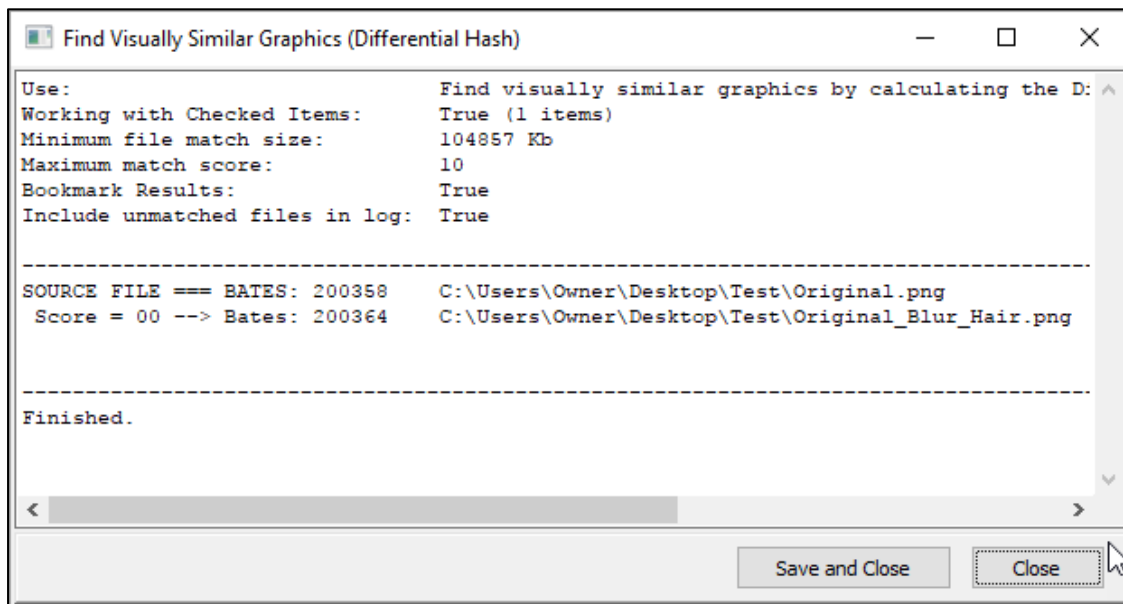 Find Visually Similar Graphics (Differential Hash)
Use: Find visually similar graphics by calculating the D
Working with Checked Items: True (1 items)
Minimum file match size: 104857 Kb
Maximum match score: 10
Bookmark Results: True
Include unmatched files in log: True
--------------------------------------------------------------------------------
SOURCE FILE === BATES: 200358 C:\Users\Owner\Desktop\Test\Original.png
Score = 00 --> Bates: 200364 C:\Users\Owner\Desktop\Test\Original_Blur_Hair.png
--------------------------------------------------------------------------------
Finished.
Save and Close Close